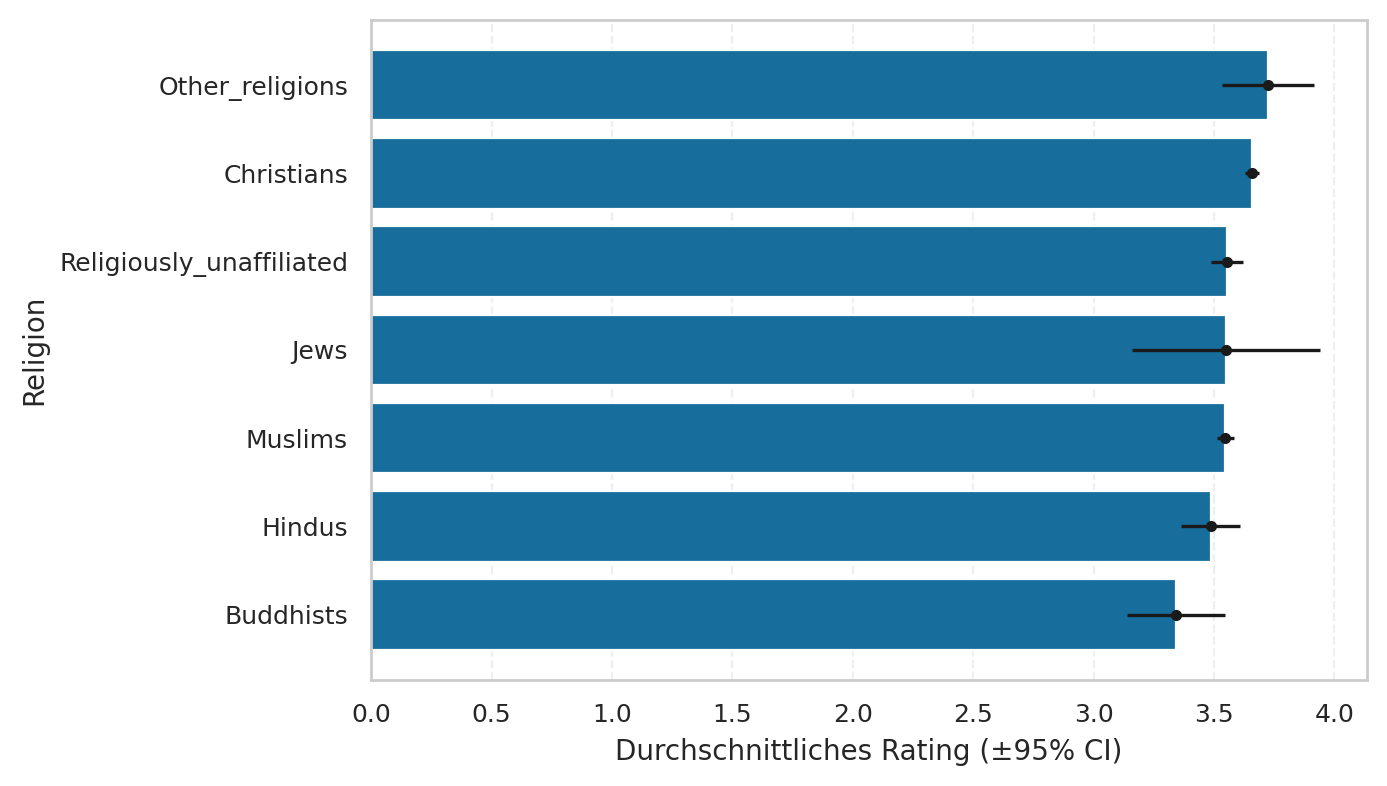 Other_religions
Christians
Religiously_unaffiliated
Jews
Muslims
Hindus
Buddhists
Religion
0.0 0.5 1.0 1.5 2.0 2.5 3.0 3.5 4.0
Durchschnittliches Rating (±95% CI)